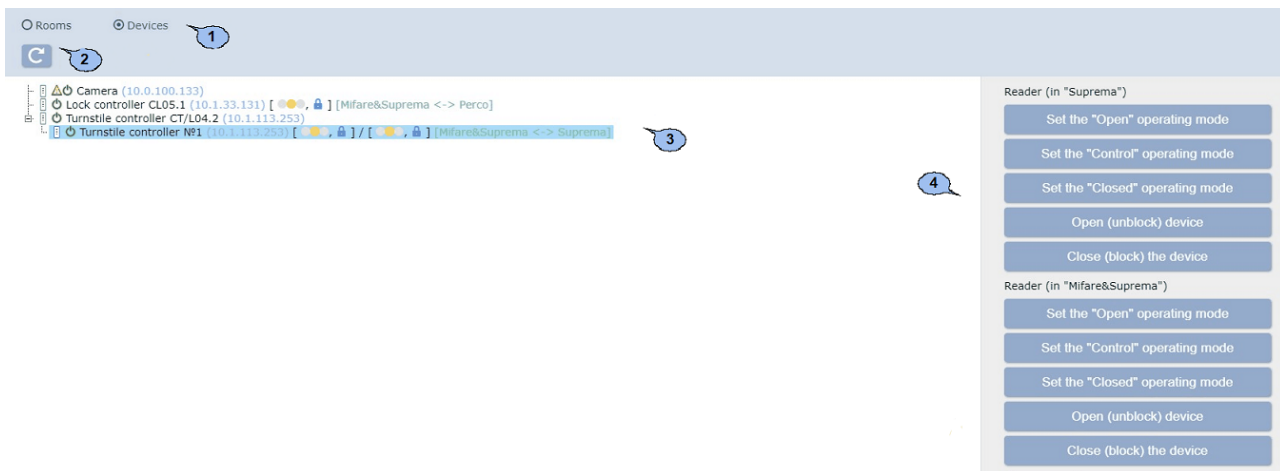 Rooms Devices 1
2
Camera (10.0.100.133)
Lock controller CL05.1 (10.1.33.131) [ , ] [Mifare&Suprema <-> Perco]
Turnstile controller CT/L04.2 (10.1.113.253)
Turnstile controller №1 (10.1.113.253) [ , ] / [ , ] [Mifare&Suprema <-> Suprema]
3
4
Reader (in "Suprema")
Set the "Open" operating mode
Set the "Control" operating mode
Set the "Closed" operating mode
Open (unblock) device
Close (block) the device
Reader (in "Mifare&Suprema")
Set the "Open" operating mode
Set the "Control" operating mode
Set the "Closed" operating mode
Open (unblock) device
Close (block) the device